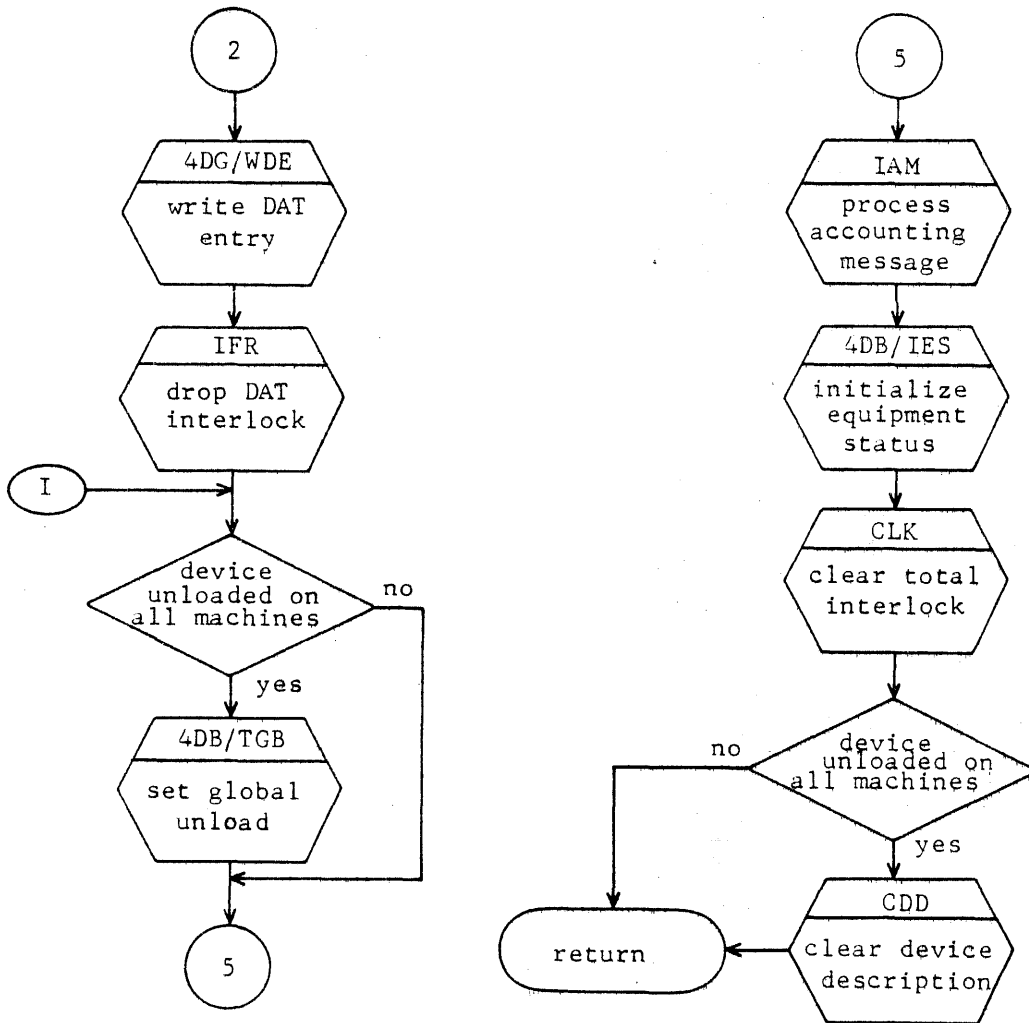 2
4DG/WDE
write DAT
entry
IFR
drop DAT
interlock
I
device
unloaded on
all machines
no
yes
4DB/TGB
set global
unload
5
5
IAM
process
accounting
message
4DB/IES
initialize
equipment
status
CLK
clear total
interlock
no
device
unloaded on
all machines
yes
CDD
clear device
description
return